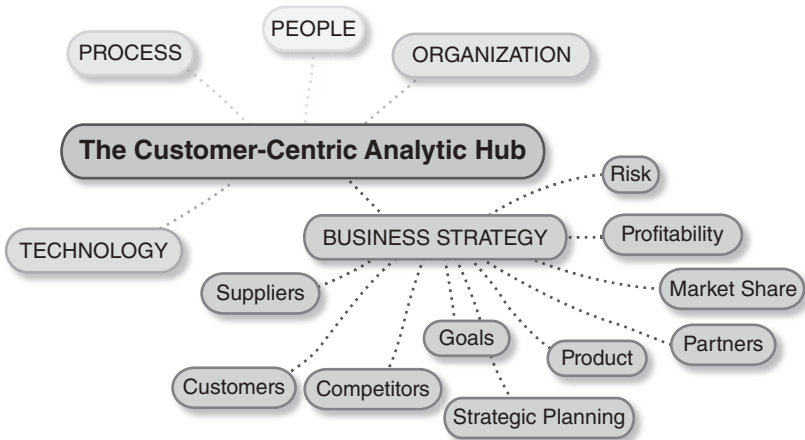 PEOPLE
PROCESS
ORGANIZATION
The Customer-Centric Analytic Hub
Risk
BUSINESS STRATEGY
Profitability
TECHNOLOGY
Suppliers
Market Share
Goals
Partners
Product
Customers
Competitors
Strategic Planning